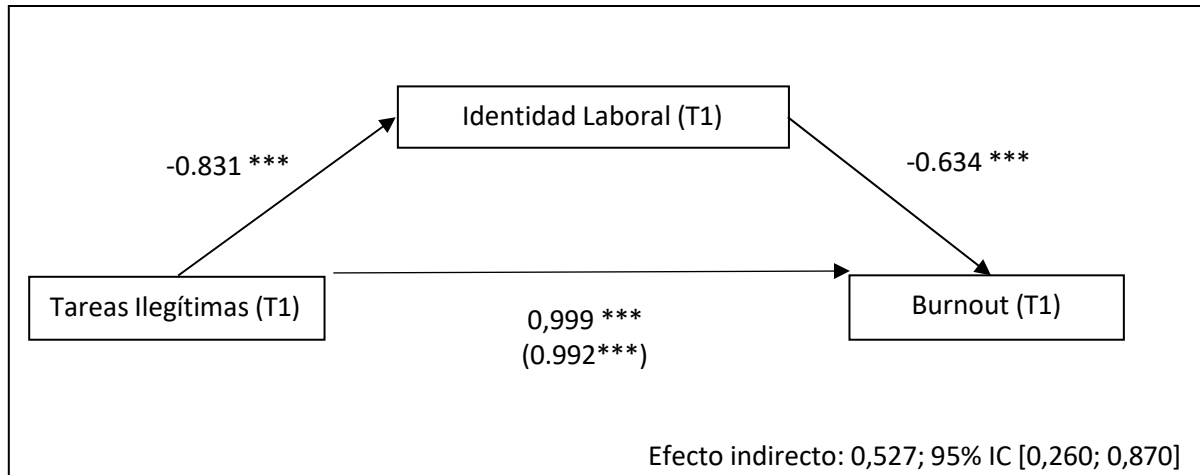 Identidad Laboral (T1)
-0.831 ***
-0.634 ***
Tareas Ilegítimas (T1)
Burnout (T1)
0,999 ***
(0.992***)
Efecto indirecto: 0,527; 95% IC [0,260; 0,870]